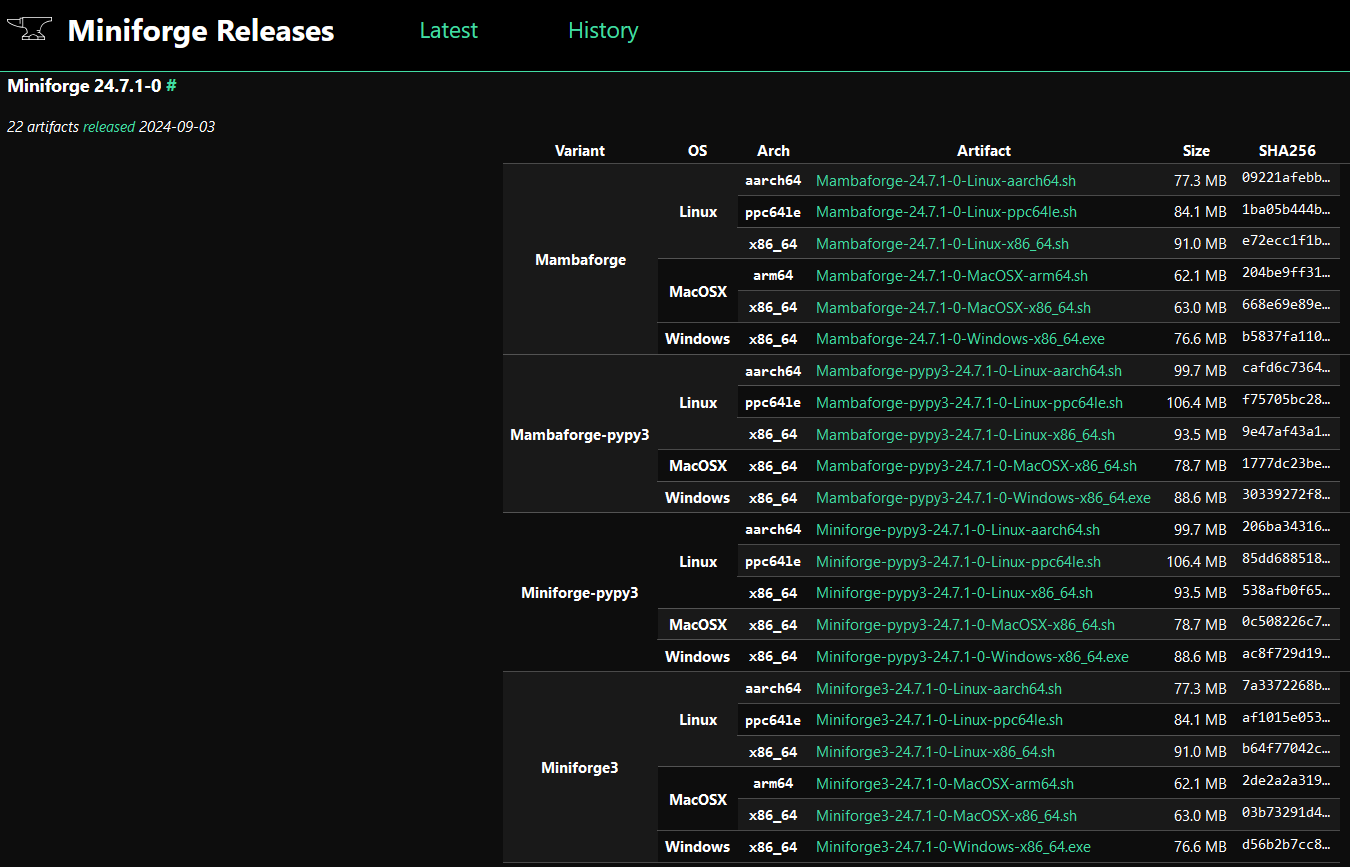 Miniforge Releases Latest History
Miniforge 24.7.1-0 #
22 artifacts released 2024-09-03
Variant OS Arch Artifact Size SHA256
Mambaforge Linux aarch64 Mambaforge-24.7.1-0-Linux-aarch64.sh 77.3 MB 09221afebb…
ppc64le Mambaforge-24.7.1-0-Linux-ppc64le.sh 84.1 MB 1ba05b444b…
x86_64 Mambaforge-24.7.1-0-Linux-x86_64.sh 91.0 MB e72ecc1f1b…
MacOSX arm64 Mambaforge-24.7.1-0-MacOSX-arm64.sh 62.1 MB 204be9ff31…
x86_64 Mambaforge-24.7.1-0-MacOSX-x86_64.sh 63.0 MB 668e69e89e…
Windows x86_64 Mambaforge-24.7.1-0-Windows-x86_64.exe 76.6 MB b5837fa110…
Mambaforge-pypy3 Linux aarch64 Mambaforge-pypy3-24.7.1-0-Linux-aarch64.sh 99.7 MB cafd6c7364…
ppc64le Mambaforge-pypy3-24.7.1-0-Linux-ppc64le.sh 106.4 MB f75705bc28…
x86_64 Mambaforge-pypy3-24.7.1-0-Linux-x86_64.sh 93.5 MB 9e47af43a1…
MacOSX x86_64 Mambaforge-pypy3-24.7.1-0-MacOSX-x86_64.sh 78.7 MB 1777dc23be…
Windows x86_64 Mambaforge-pypy3-24.7.1-0-Windows-x86_64.exe 88.6 MB 30339272f8…
Miniforge-pypy3 Linux aarch64 Miniforge-pypy3-24.7.1-0-Linux-aarch64.sh 99.7 MB 206ba34316…
ppc64le Miniforge-pypy3-24.7.1-0-Linux-ppc64le.sh 106.4 MB 85dd688518…
x86_64 Miniforge-pypy3-24.7.1-0-Linux-x86_64.sh 93.5 MB 538afb0f65…
MacOSX x86_64 Miniforge-pypy3-24.7.1-0-MacOSX-x86_64.sh 78.7 MB 0c508226c7…
Windows x86_64 Miniforge-pypy3-24.7.1-0-Windows-x86_64.exe 88.6 MB ac8f729d19…
Miniforge3 Linux aarch64 Miniforge3-24.7.1-0-Linux-aarch64.sh 77.3 MB 7a3372268b…
ppc64le Miniforge3-24.7.1-0-Linux-ppc64le.sh 84.1 MB af1015e053…
x86_64 Miniforge3-24.7.1-0-Linux-x86_64.sh 91.0 MB b64f77042c…
MacOSX arm64 Miniforge3-24.7.1-0-MacOSX-arm64.sh 62.1 MB 2de2a2a319…
x86_64 Miniforge3-24.7.1-0-MacOSX-x86_64.sh 63.0 MB 03b73291d4…
Windows x86_64 Miniforge3-24.7.1-0-Windows-x86_64.exe 76.6 MB d56b2b7cc8…